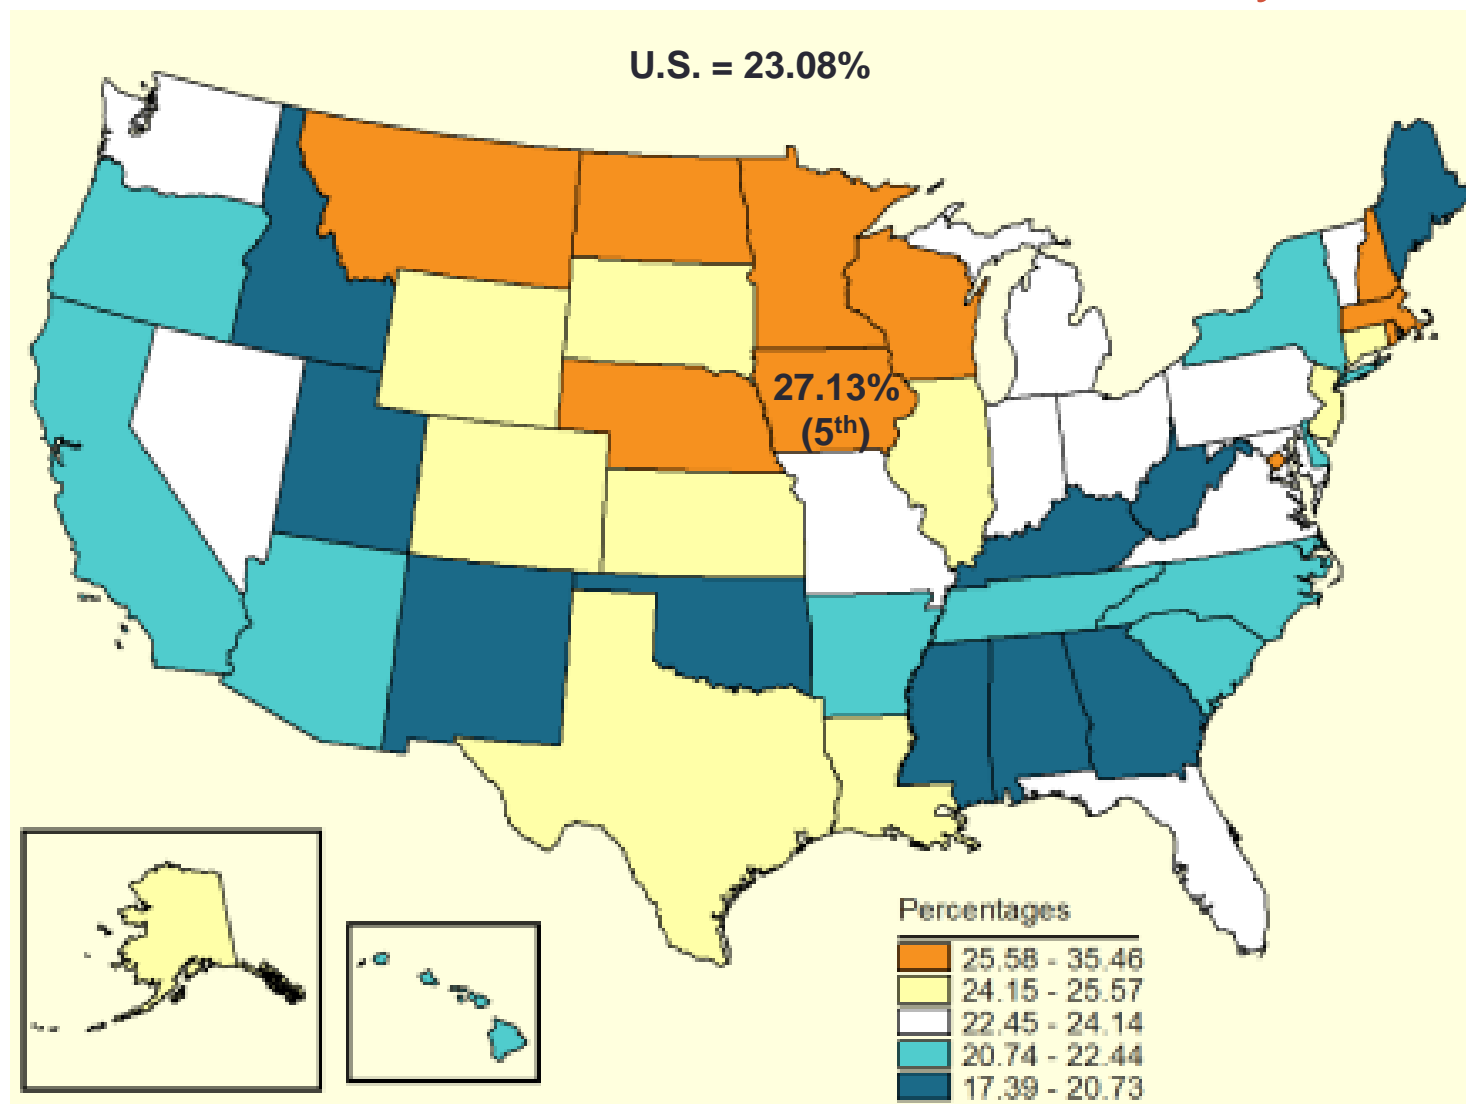 U.S. = 23.08%
27.13%
(5th)
Percentages
25.58 - 35.46
24.15 - 25.57
22.45 - 24.14
20.74 - 22.44
17.39 - 20.73